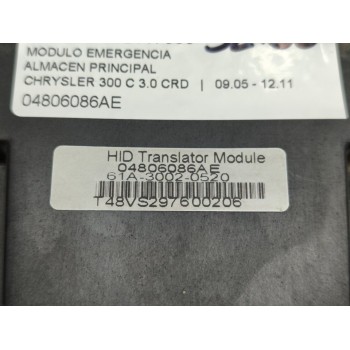 MODULO EMERGENCIA
ALMACEN PRINCIPAL
CHRYSLER 300 C 3.0 CRD | 09.05 - 12.11
04806086AE
HID Translator Module
04806086AE
61A-3002-0520
T48VS297600206